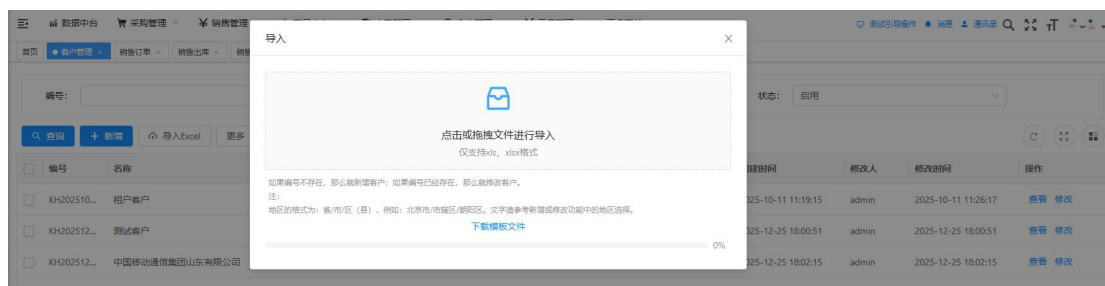 数据中台 采购管理 销售管理 测试引导操作 消息 通讯录
首页 客户管理 销售订单 销售出库 销售
导入
编号: 状态: 启用
点击或拖拽文件进行导入
查询 新增 导入Excel 更多
仅支持xls、xlsx格式
编号 名称 创建时间 修改人 修改时间 操作
如果编号不存在，那么就新增客户；如果编号已经存在，那么就修改客户。
注:
地区的格式为：省/市/区（县），例如：北京市/市辖区/朝阳区。文字请参考新增或修改功能中的地区选择。
下载模板文件
0%
KH202510... 租户客户 025-10-11 11:19:15 admin 2025-10-11 11:26:17 查看 修改
KH202512... 测试客户 025-12-25 18:00:51 admin 2025-12-25 18:00:51 查看 修改
KH202512... 中国移动通信集团山东有限公司 025-12-25 18:02:15 admin 2025-12-25 18:02:15 查看 修改